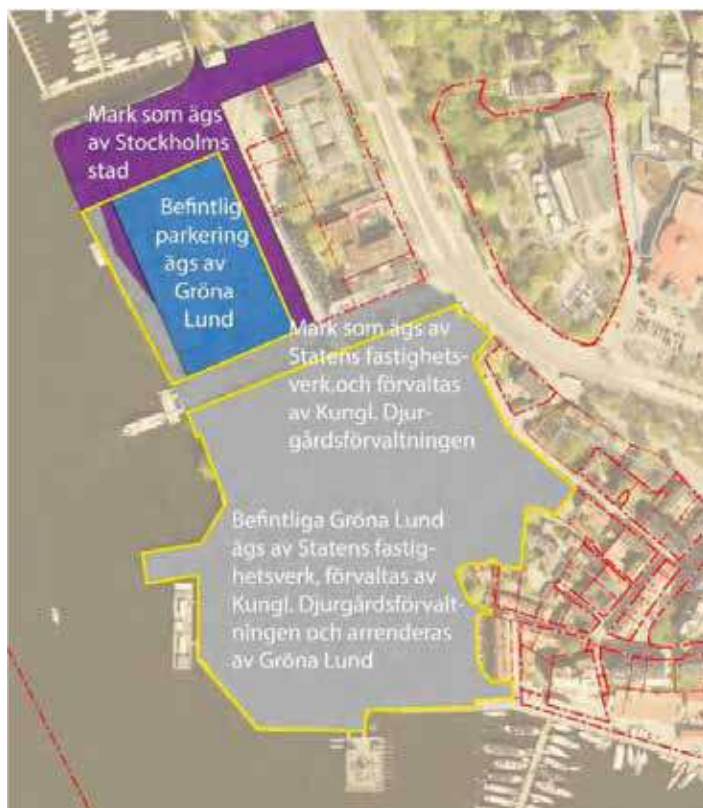 Mark som ägs
av Stockholms
stad
Befintlig
parkering
ägs av
Gröna
Lund
Mark som ägs av
Statens fastighets-
verk.och förvaltas
av Kungl. Djur-
gårdsförvaltningen
Befintliga Gröna Lund
ägs av Statens fastig-
hetsverk, förvaltas av
Kungl. Djurgårdsförvalt-
ningen och arrenderas
av Gröna Lund